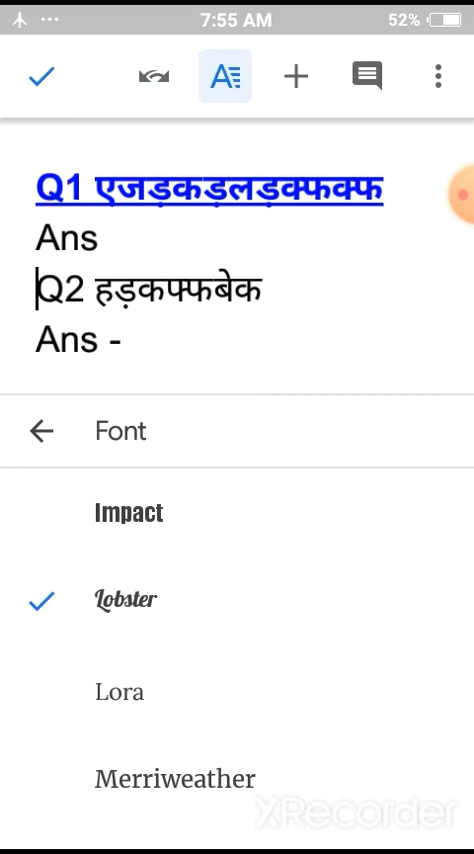 7:55 AM 52%
Q1 एजड़कड़लड़क्फक्फ
Ans
Q2 हड़कफ्फबेक
Ans -
Font
Impact
Lobster
Lora
Merriweather
XRecorder